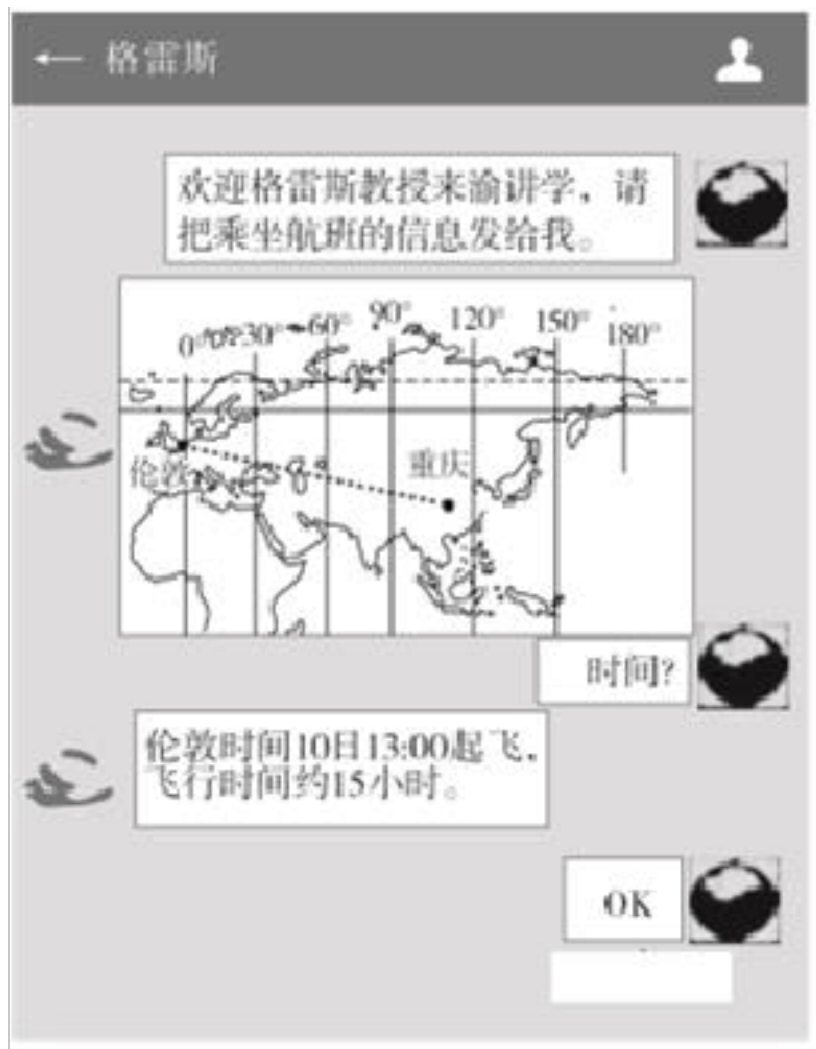 ← 格雷斯
欢迎格雷斯教授来渝讲学，请
把乘坐航班的信息发给我。
0° 30° 60° 90° 120° 150° 180°
伦敦
重庆
时间?
伦敦时间10日13:00起飞，
飞行时间约15小时。
OK